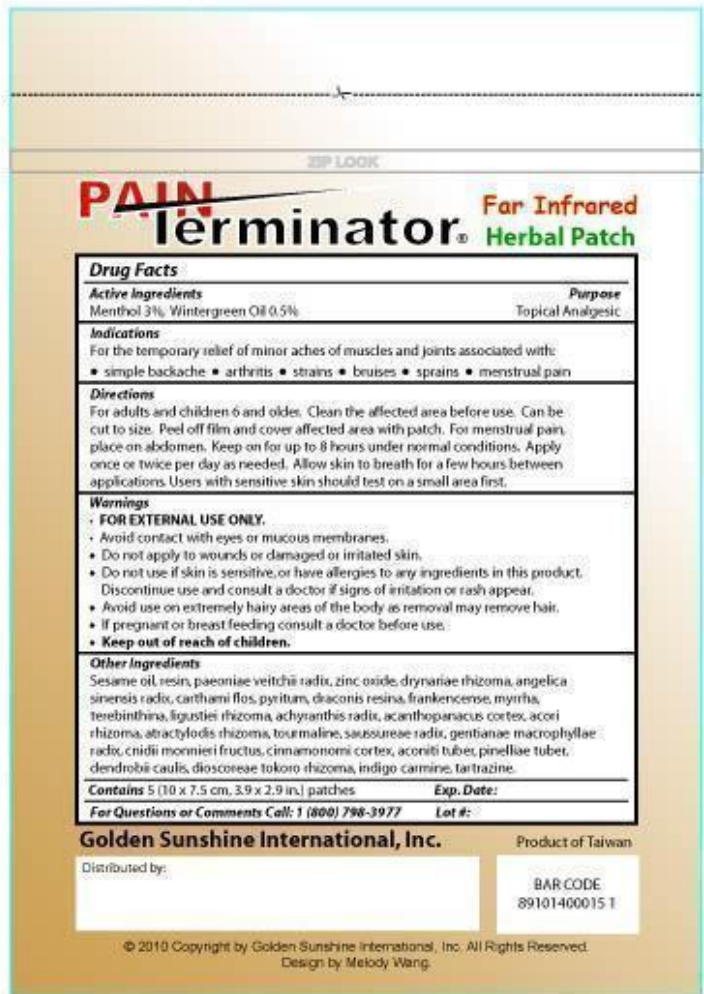 ZIP LOOK
PAIN
Terminator®
Far Infrared
Herbal Patch
Drug Facts
Active Ingredients Purpose
Menthol 3%, Wintergreen Oil 0.5% Topical Analgesic
Indications
For the temporary relief of minor aches of muscles and joints associated with:
• simple backache • arthritis • strains • bruises • sprains • menstrual pain
Directions
For adults and children 6 and older. Clean the affected area before use. Can be
cut to size. Peel off film and cover affected area with patch. For menstrual pain,
place on abdomen. Keep on for up to 8 hours under normal conditions. Apply
once or twice per day as needed. Allow skin to breath for a few hours between
applications. Users with sensitive skin should test on a small area first.
Warnings
• FOR EXTERNAL USE ONLY.
• Avoid contact with eyes or mucous membranes.
• Do not apply to wounds or damaged or irritated skin.
• Do not use if skin is sensitive, or have allergies to any ingredients in this product.
Discontinue use and consult a doctor if signs of irritation or rash appear.
• Avoid use on extremely hairy areas of the body as removal may remove hair.
• If pregnant or breast feeding consult a doctor before use.
• Keep out of reach of children.
Other Ingredients
Sesame oil, resin, paeoniae veitchii radix, zinc oxide, drynariae rhizoma, angelica
sinensis radix, carthami flos, pyritum, draconis resina, frankencense, myrrha,
terebinthina, ligustiei rhizoma, achyranthis radix, acanthopanacus cortex, acori
rhizoma, atractylodis rhizoma, tourmaline, saussureae radix, gentianae macrophyllae
radix, cnidii monnieri fructus, cinnamonomi cortex, aconiti tuber, pinelliae tuber,
dendrobii caulis, dioscoreae tokoro rhizoma, indigo carmine, tartrazine.
Contains 5 (10 x 7.5 cm, 3.9 x 2.9 in.) patches Exp. Date:
For Questions or Comments Call: 1 (800) 798-3977 Lot #:
Golden Sunshine International, Inc. Product of Taiwan
Distributed by:
BAR CODE
89101400015 1
© 2010 Copyright by Golden Sunshine International, Inc. All Rights Reserved.
Design by Melody Wang.